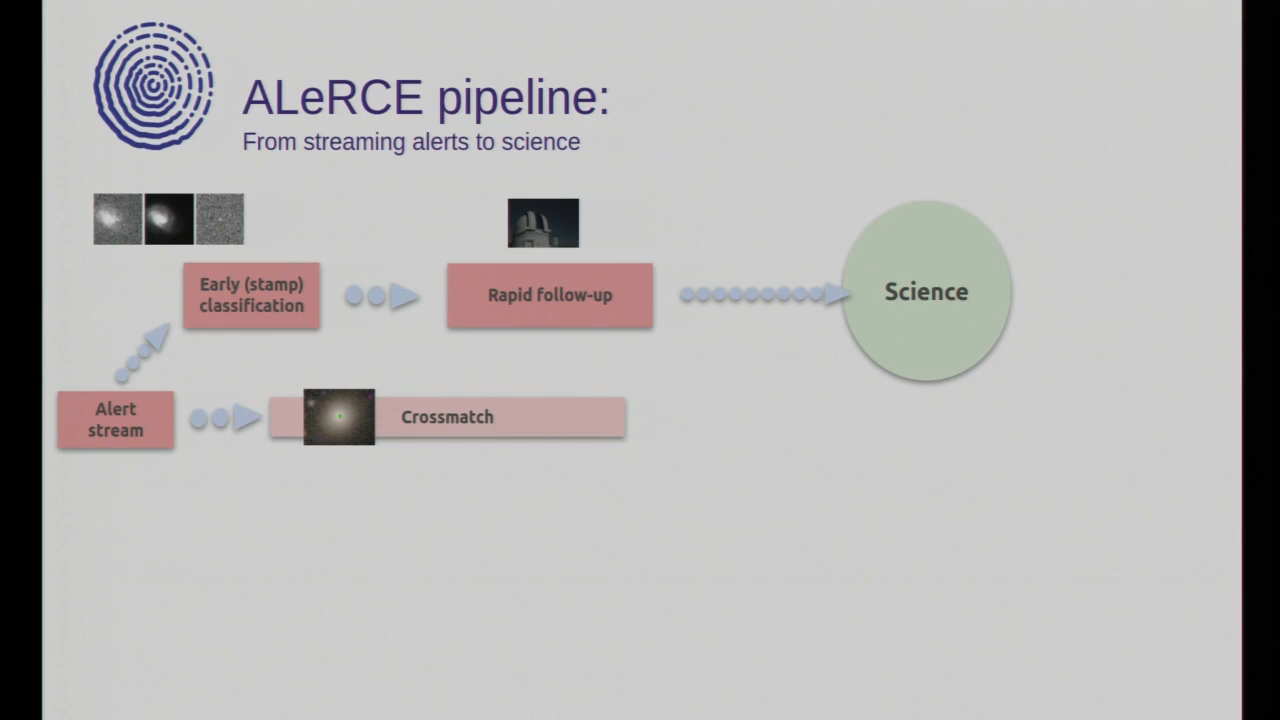 ALeRCE pipeline:
From streaming alerts to science
Early (stamp)
classification
Rapid follow-up
Science
Alert
stream
Crossmatch